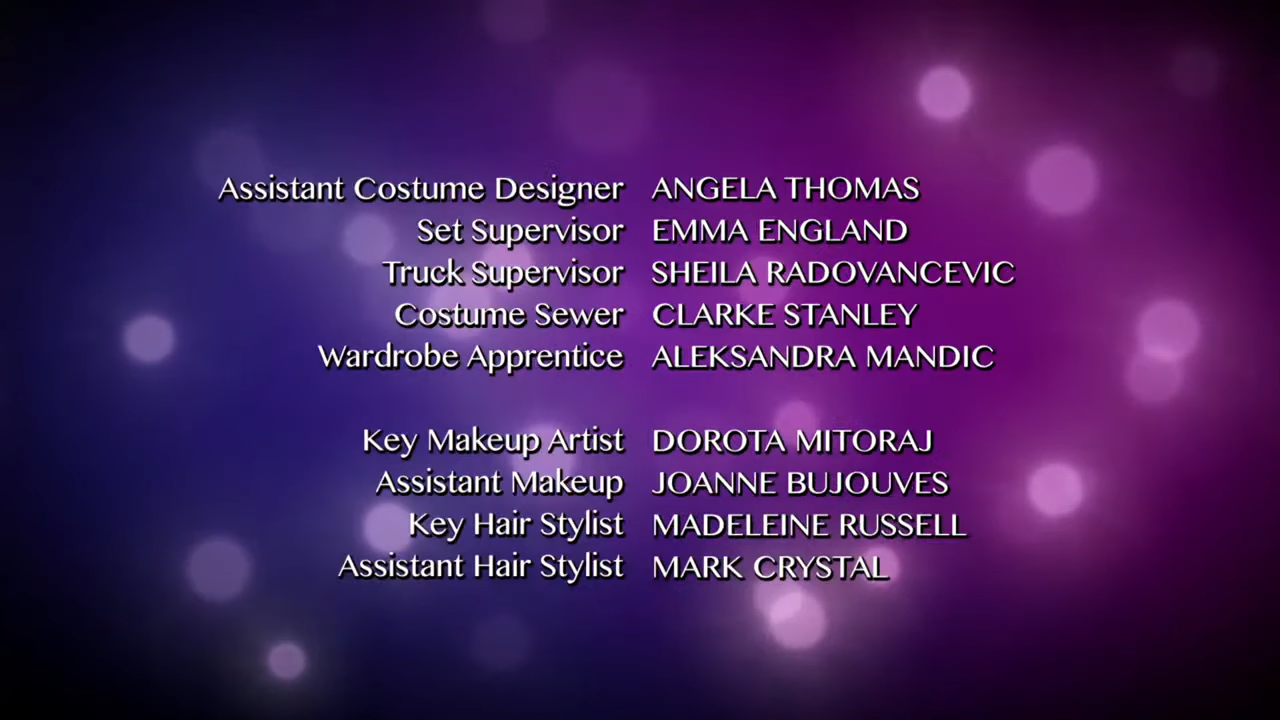 Assistant Costume Designer ANGELA THOMAS
Set Supervisor EMMA ENGLAND
Truck Supervisor SHEILA RADOVANCEVIC
Costume Sewer CLARKE STANLEY
Wardrobe Apprentice ALEKSANDRA MANDIC
Key Makeup Artist DOROTA MITORAJ
Assistant Makeup JOANNE BUJOUVES
Key Hair Stylist MADELEINE RUSSELL
Assistant Hair Stylist MARK CRYSTAL